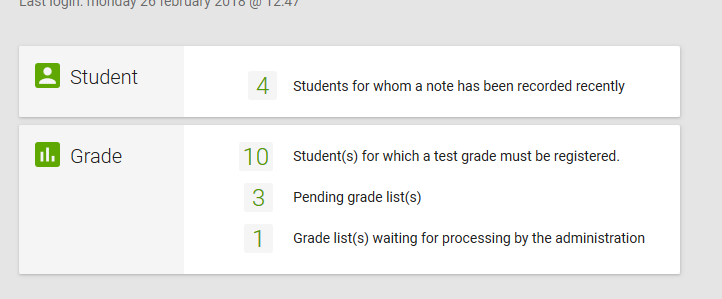 Last login: monday 26 february 2018 @ 12:47
Student
4 Students for whom a note has been recorded recently
Grade
10 Student(s) for which a test grade must be registered.
3 Pending grade list(s)
1 Grade list(s) waiting for processing by the administration